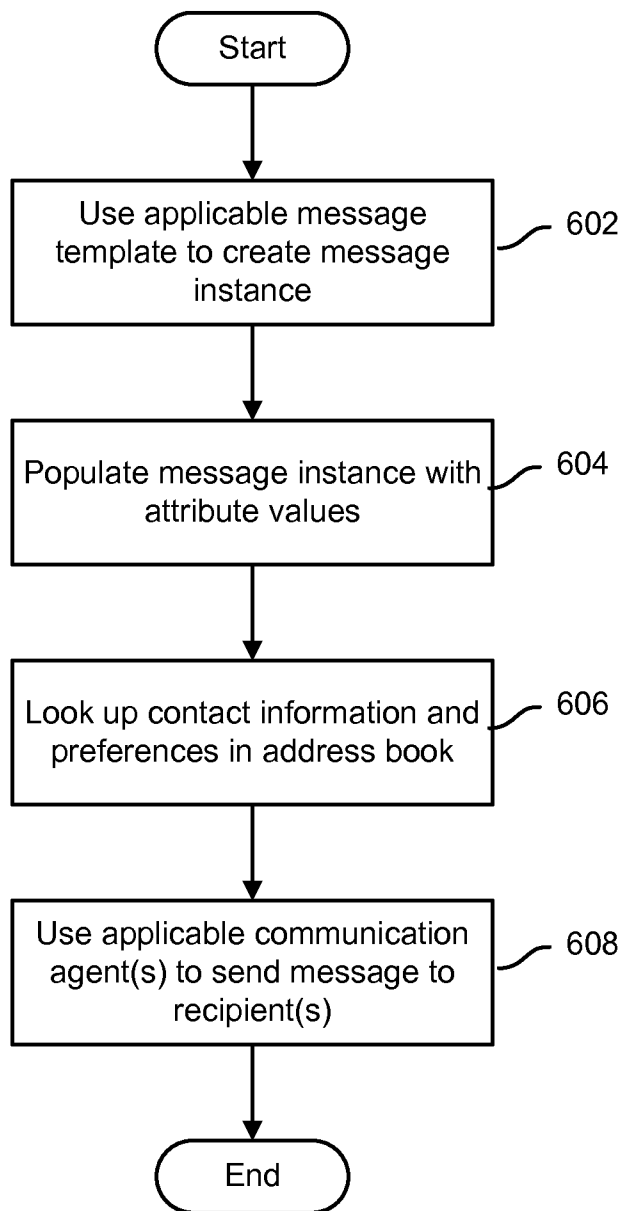 Start
Use applicable message
template to create message
instance
602
Populate message instance with
attribute values
604
Look up contact information and
preferences in address book
606
Use applicable communication
agent(s) to send message to
recipient(s)
608
End